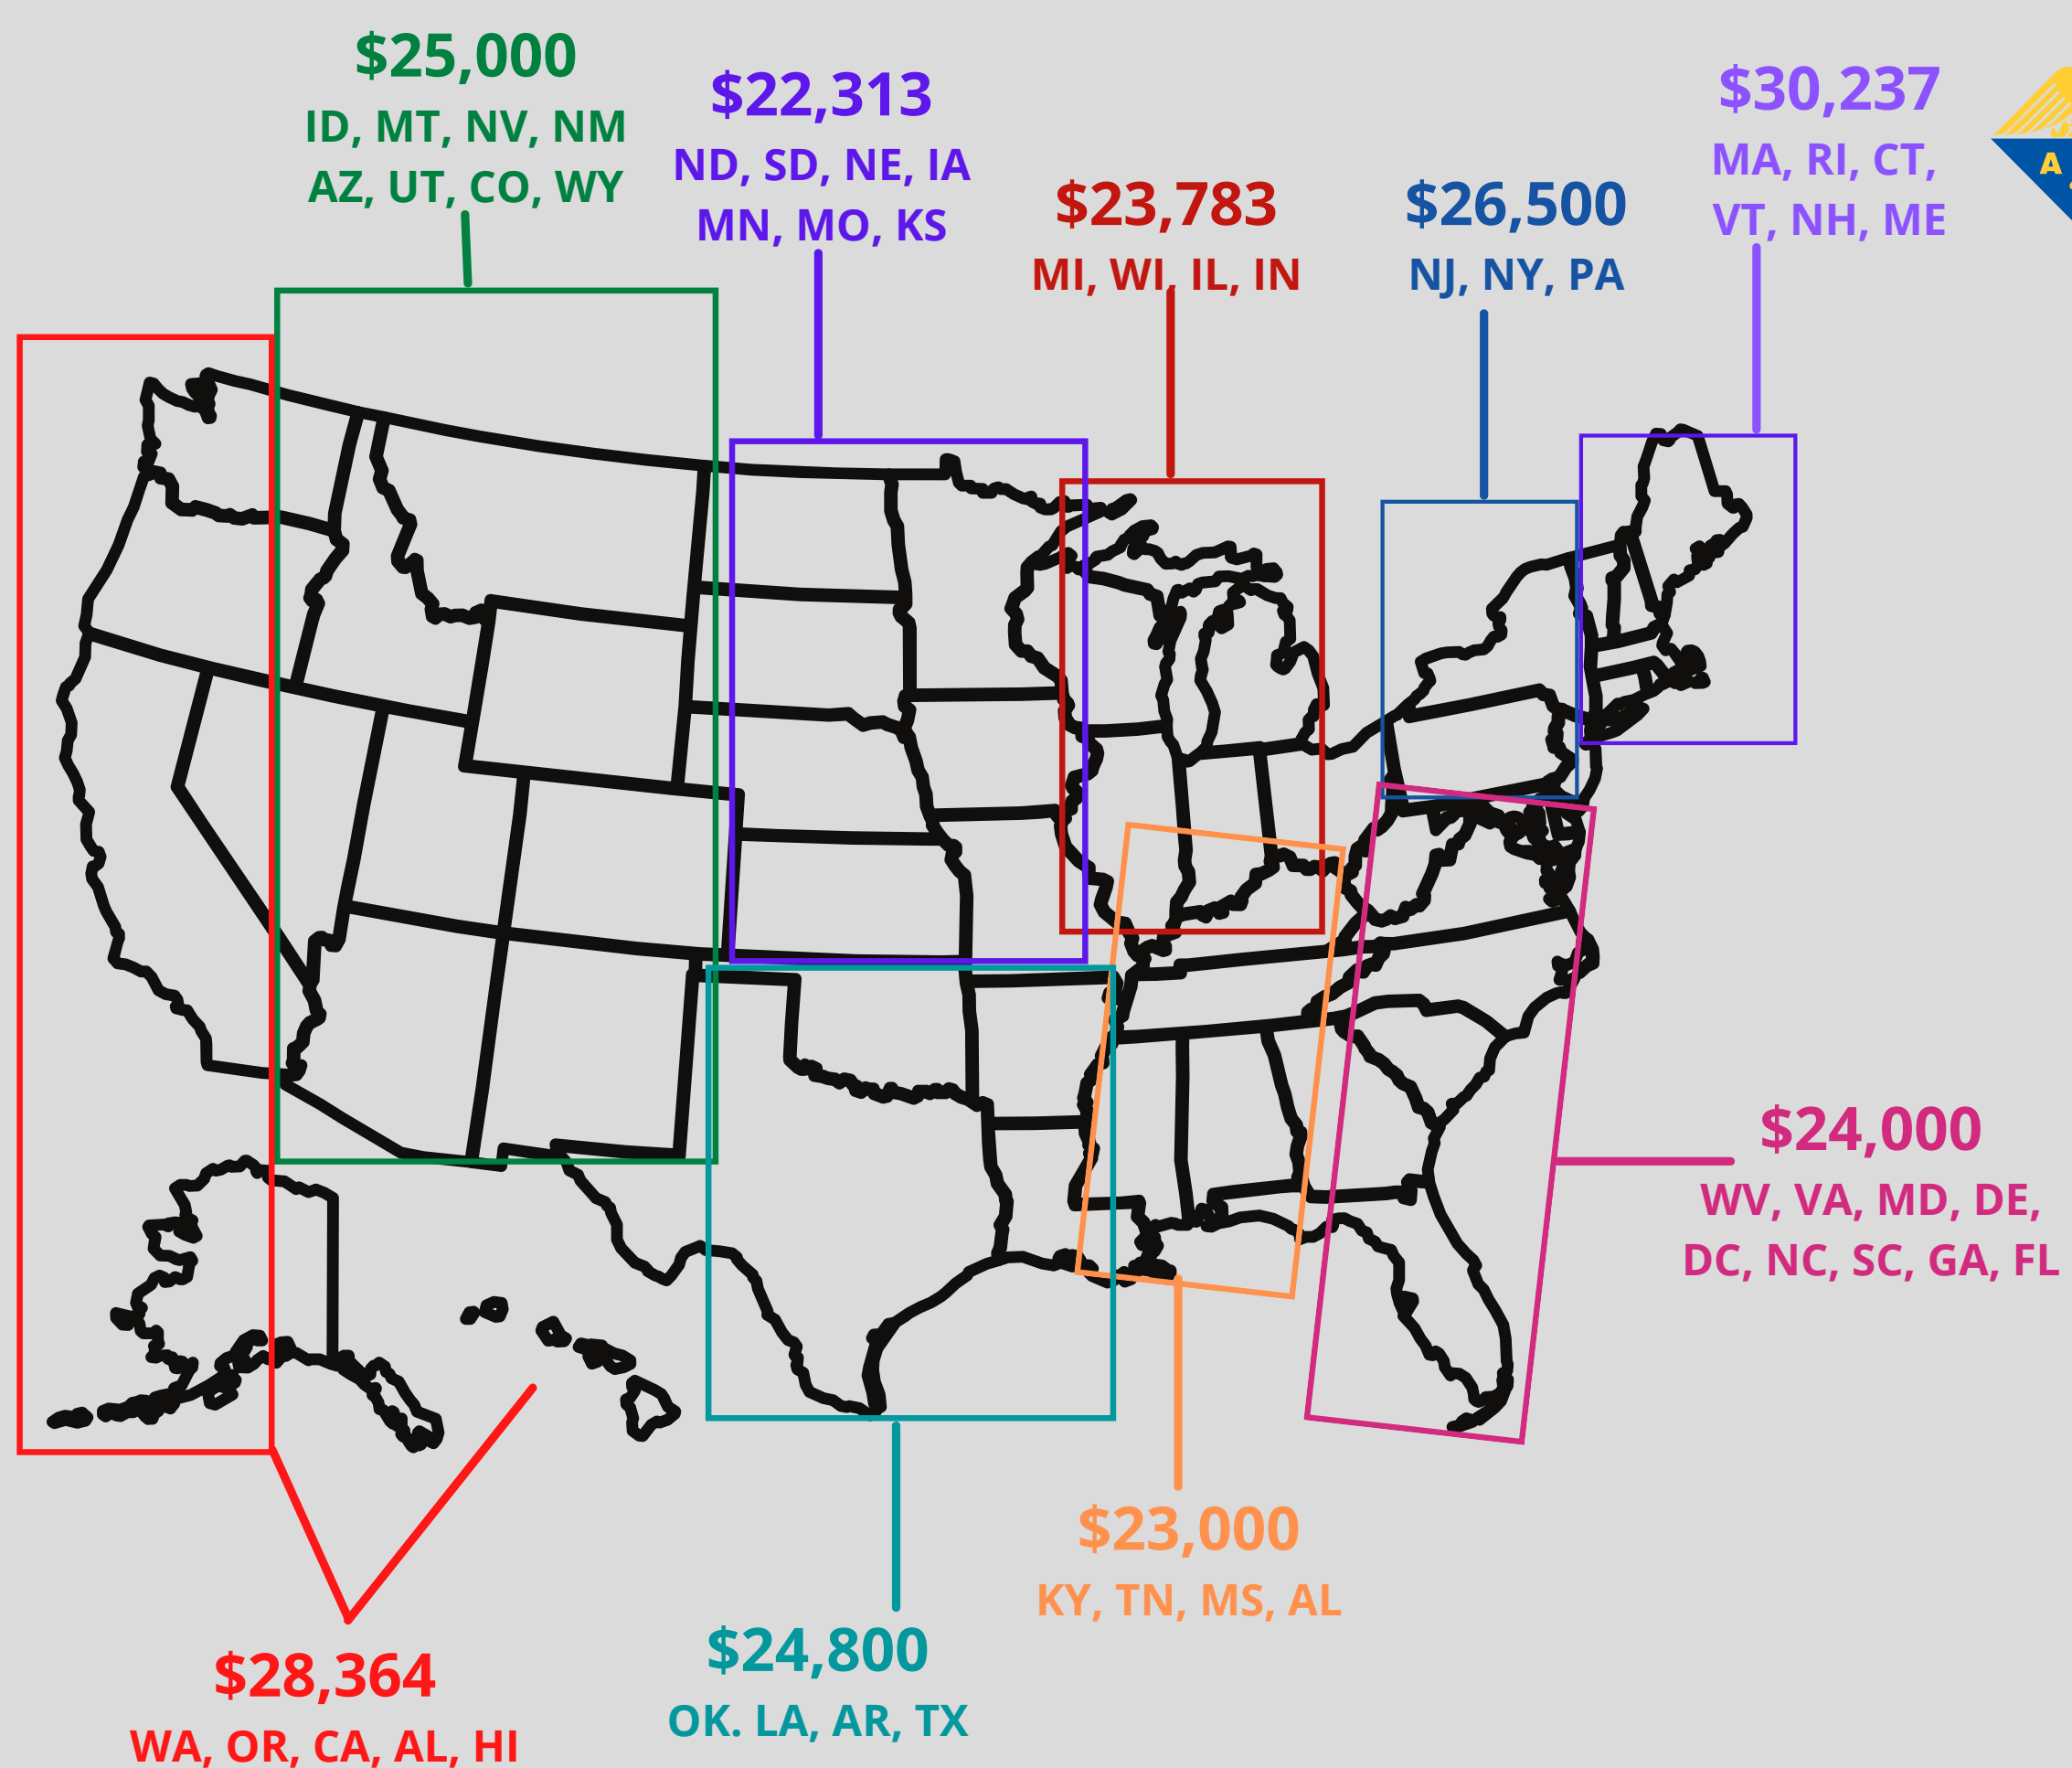 $25,000
ID, MT, NV, NM
AZ, UT, CO, WY
$22,313
ND, SD, NE, IA
MN, MO, KS
$23,783
MI, WI, IL, IN
$26,500
NJ, NY, PA
$30,237
MA, RI, CT,
VT, NH, ME
A
$24,000
WV, VA, MD, DE,
DC, NC, SC, GA, FL
$23,000
KY, TN, MS, AL
$24,800
OK. LA, AR, TX
$28,364
WA, OR, CA, AL, HI